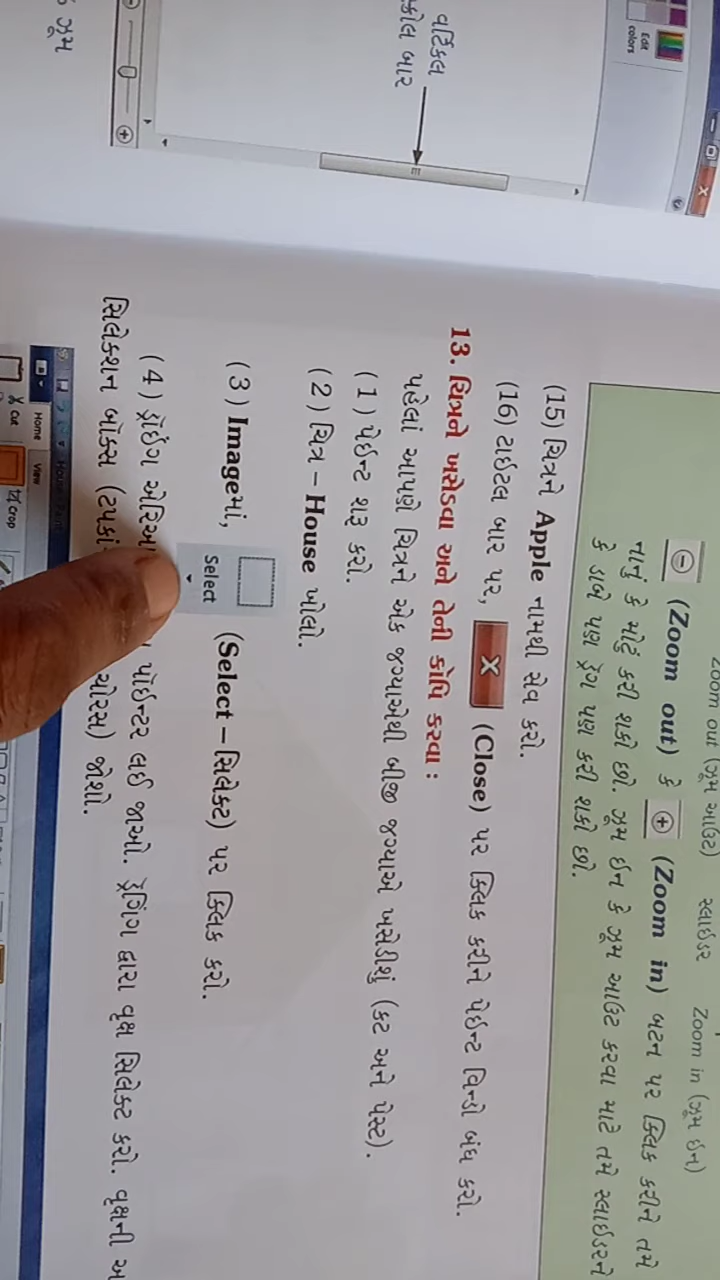 Edit colors
વર્ટિકલ
સ્ક્રોલ બાર
ઝૂમ
Zoom out (ઝૂમ આઉટ) સ્લાઇડર Zoom in (ઝૂમ ઇન)
(Zoom out) કે (Zoom in) બટન પર ક્લિક કરીને તમે
નાનું કે મોટું કરી શકો છો. ઝૂમ ઇન કે ઝૂમ આઉટ કરવા માટે તમે સ્લાઇડરને
કે ડાબે પણ ડ્રેગ પણ કરી શકો છો.
(15) ચિત્રને Apple નામથી સેવ કરો.
(16) ટાઇટલ બાર પર, X (Close) પર ક્લિક કરીને પેઇન્ટ વિન્ડો બંધ કરો.
13. ચિત્રને ખસેડવા અને તેની કોપિ કરવા :
પહેલાં આપણે ચિત્રને એક જગ્યાએથી બીજી જગ્યાએ ખસેડીશું (કટ અને પેસ્ટ).
(1) પેઇન્ટ શરૂ કરો.
(2) ચિત્ર – House ખોલો.
(3) Imageમાં, Select (Select – સિલેક્ટ) પર ક્લિક કરો.
(4) ડ્રોઇંગ પોઇન્ટર લઇ જાઓ. ડ્રેગિંગ દ્વારા વૃક્ષ સિલેક્ટ કરો. વૃક્ષની
સિલેક્શન બોક્સ (ટપકાં ચોરસ) જોશો.
Home View
Cut Crop